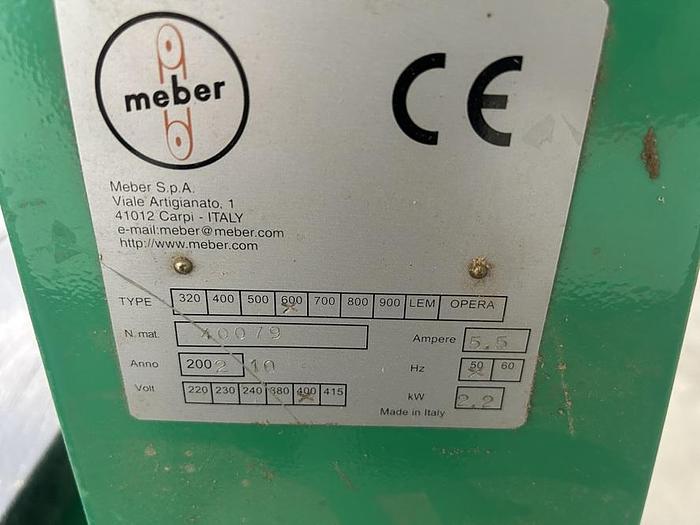 meber
CE
Meber S.p.A.
Viale Artigianato, 1
41012 Carpi - ITALY
e-mail:meber@meber.com
http://www.meber.com
TYPE 320 400 500 600 700 800 900 LEM OPERA
N. mat. 40079 Ampere 5.5
Anno 2002 10 Hz 50 60
Volt 220 230 240 380 400 415 kW 2.2
Made in Italy